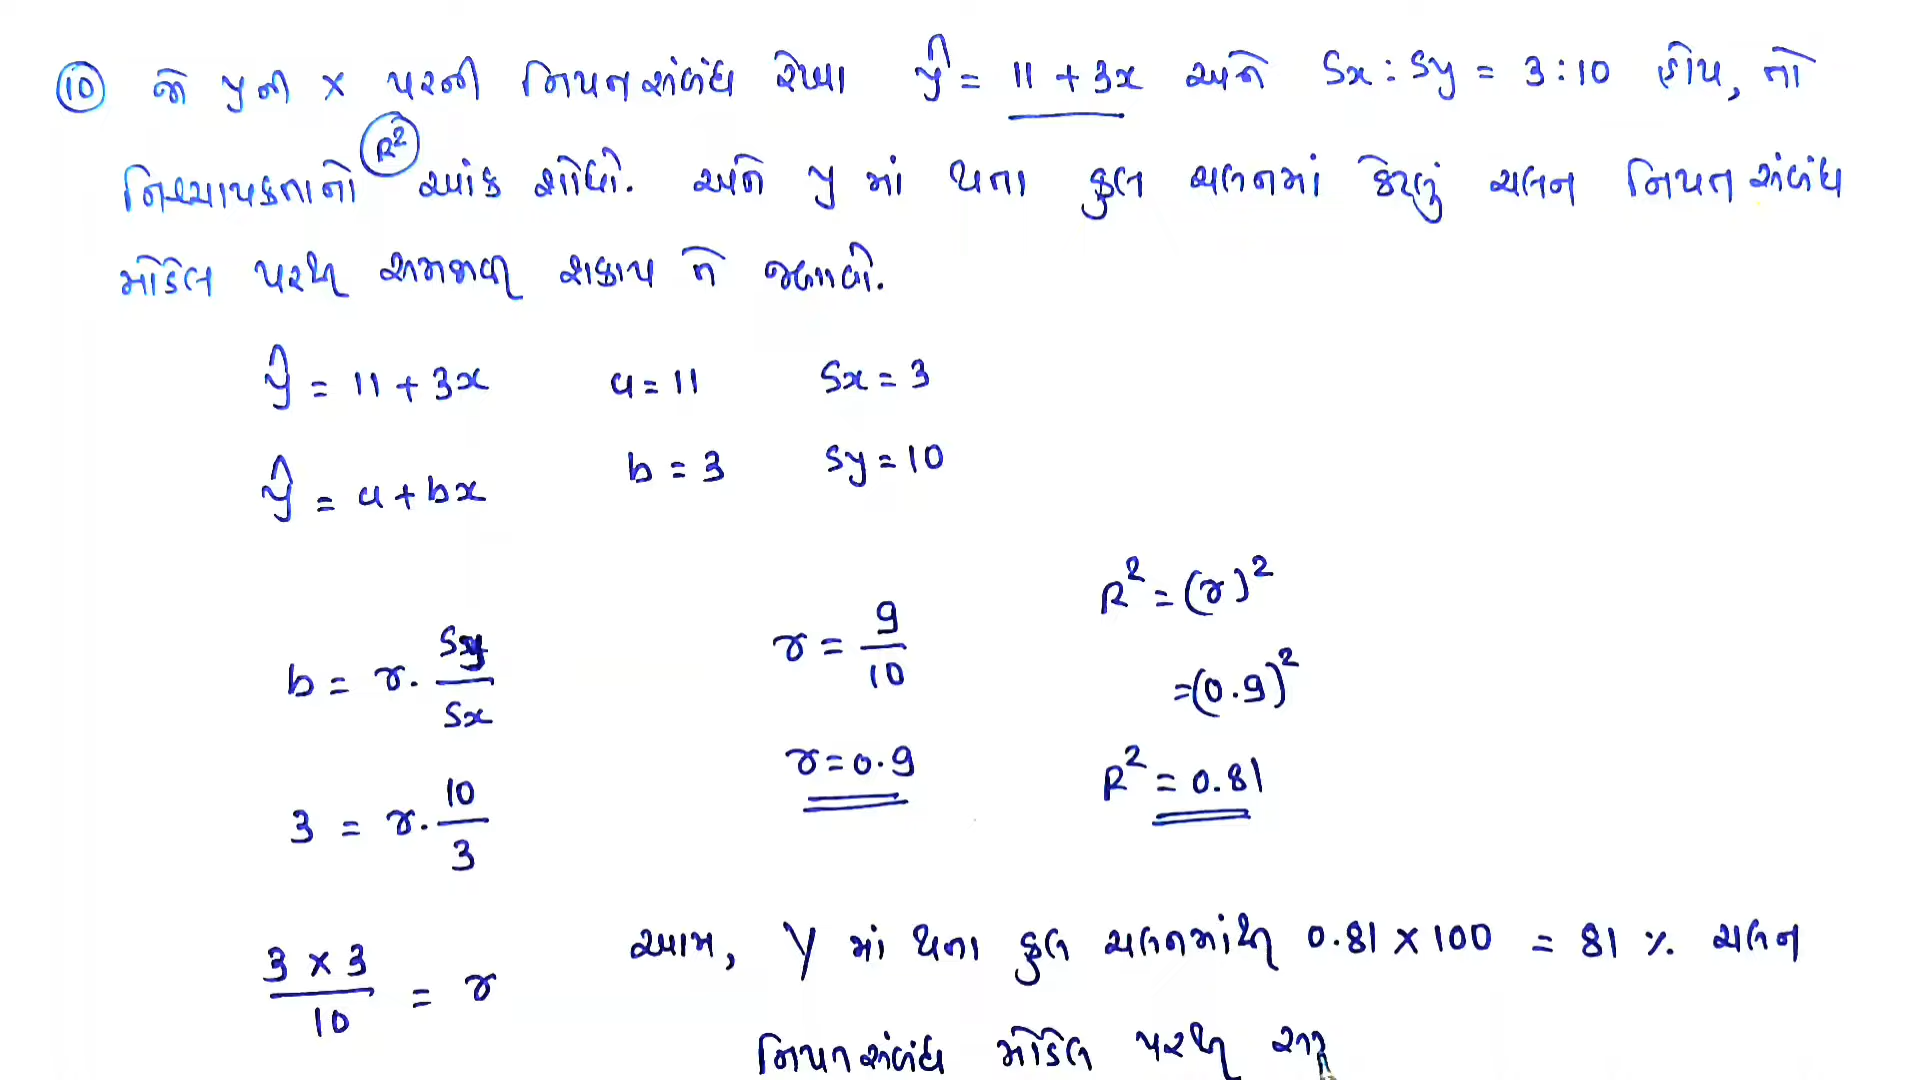 (10) જો y ની x પરની નિયતસંબંધ રેખા ŷ = 11 + 3x અને Sx : Sy = 3 : 10 હોય, તો
નિશ્ચાયકતાનો R² આંક શોધો. અને y માં થતા કુલ ચલનમાં કેટલું ચલન નિયતસંબંધ
મોડેલ પરથી સમજાવી શકાય તે જણાવો.
ŷ = 11 + 3x a = 11 Sx = 3
ŷ = a + bx b = 3 Sy = 10
b = r. Sy/Sx r = 9/10 R² = (r)²
= (0.9)²
3 = r. 10/3 r = 0.9 R² = 0.81
3 x 3/10 = r આમ, Y માં થતા કુલ ચલનમાંથી 0.81 x 100 = 81 % ચલન
નિયતસંબંધ મોડેલ પરથી